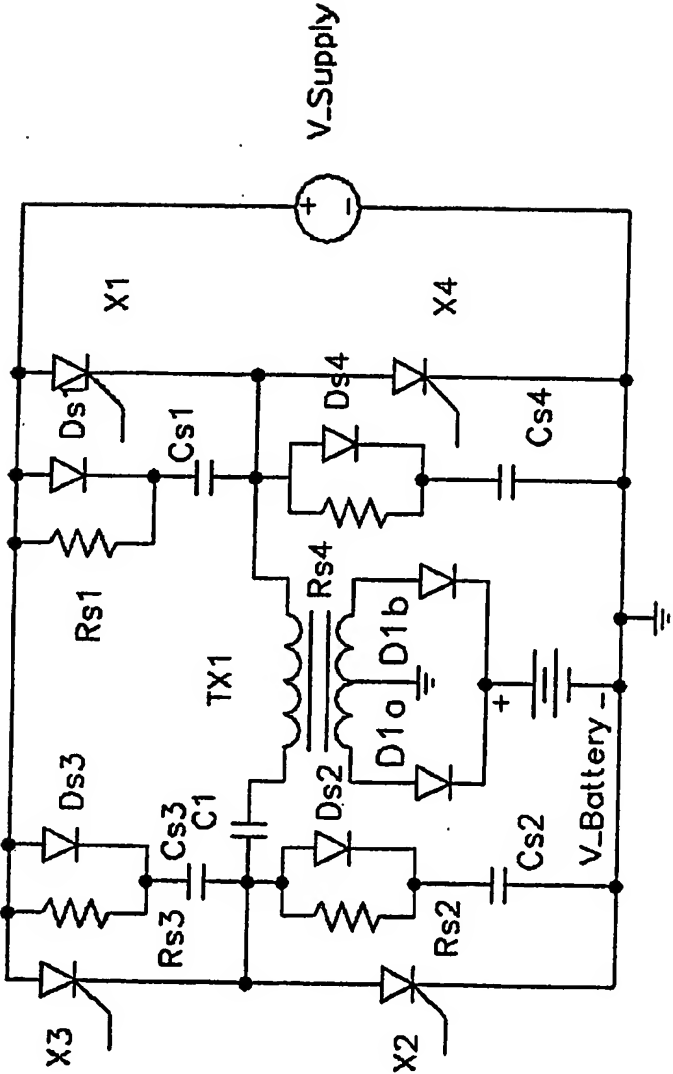 V_Supply
+
−
X1
X4
Ds1
Ds4
Cs1
Cs4
Rs1
Rs4
TX1
D1b
D1a
+
V_Battery
−
Ds3
Ds2
Cs3
C1
Cs2
Rs3
Rs2
X3
X2